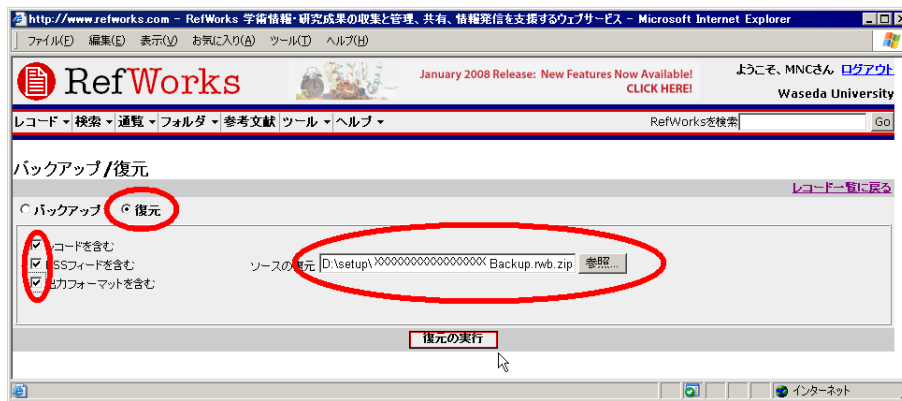 http://www.refworks.com - RefWorks 学術情報・研究成果の収集と管理、共有、情報発信を支援するウェブサービス - Microsoft Internet Explorer
ファイル(F) 編集(E) 表示(V) お気に入り(A) ツール(T) ヘルプ(H)
RefWorks
January 2008 Release: New Features Now Available!
CLICK HERE!
ようこそ、MNCさん ログアウト
Waseda University
レコード 検索 通覧 フォルダ 参考文献 ツール ヘルプ
RefWorksを検索 Go
バックアップ/復元
レコード一覧に戻る
バックアップ 復元
レコードを含む
RSSフィードを含む
出力フォーマットを含む
ソースの復元 D:\setup\XXXXXXXXXXXXXXXXX Backup.rwb.zip 参照...
復元の実行
インターネット